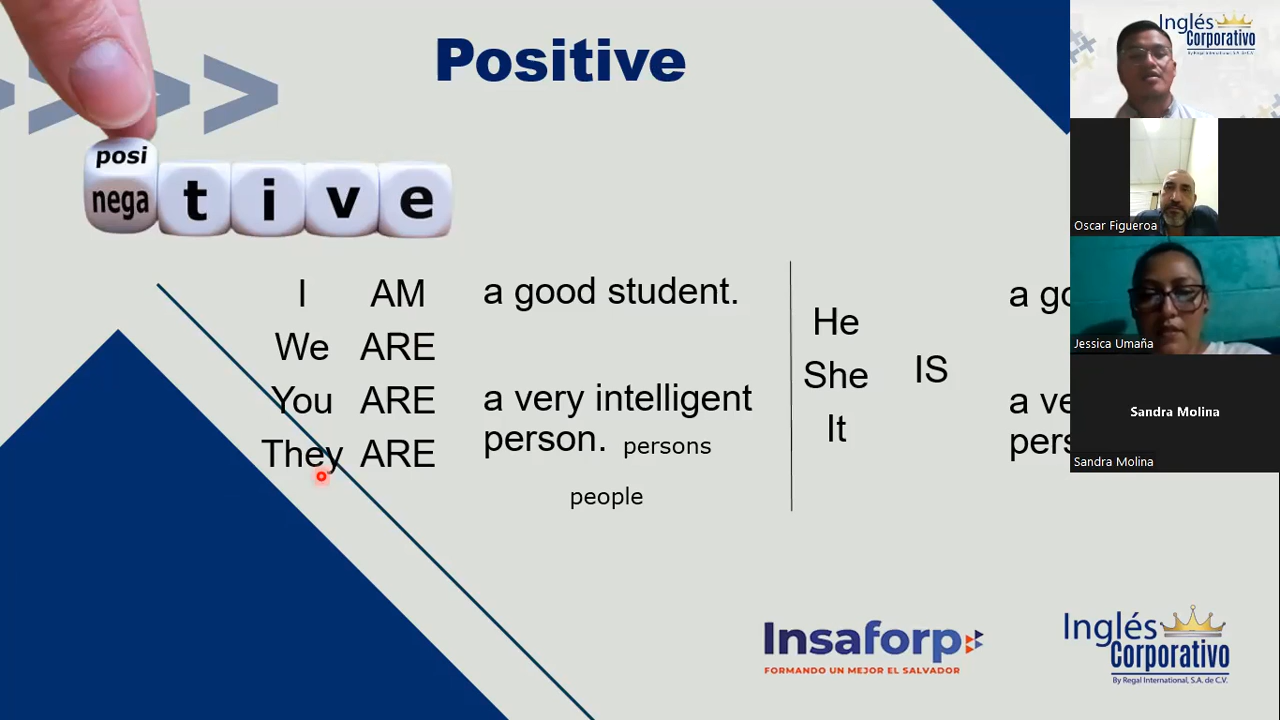 Positive
posi
nega t i v e
I AM a good student.
We ARE
You ARE a very intelligent
They ARE person. persons
people
He
She IS
It
a go
a ve
pers
Inglés
Corporativo
By Regal International, S.A. de C.V.
Oscar Figueroa
Jessica Umaña
Sandra Molina
Sandra Molina
Insaforp
FORMANDO UN MEJOR EL SALVADOR
Inglés
Corporativo
By Regal International, S.A. de C.V.